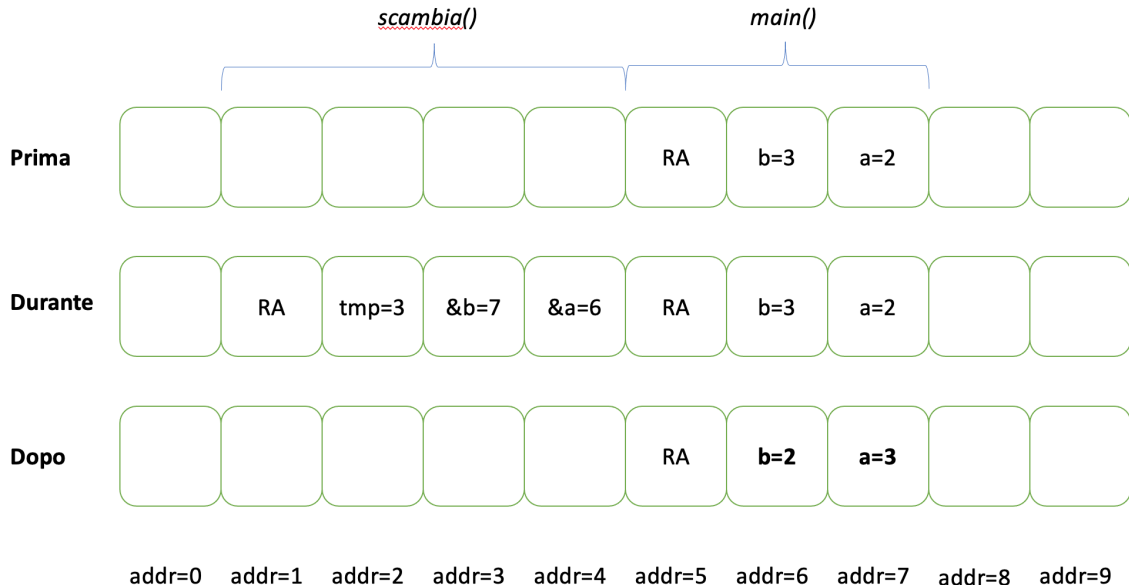 scambia() main()
Prima RA b=3 a=2
Durante RA tmp=3 &b=7 &a=6 RA b=3 a=2
Dopo RA b=2 a=3
addr=0 addr=1 addr=2 addr=3 addr=4 addr=5 addr=6 addr=7 addr=8 addr=9